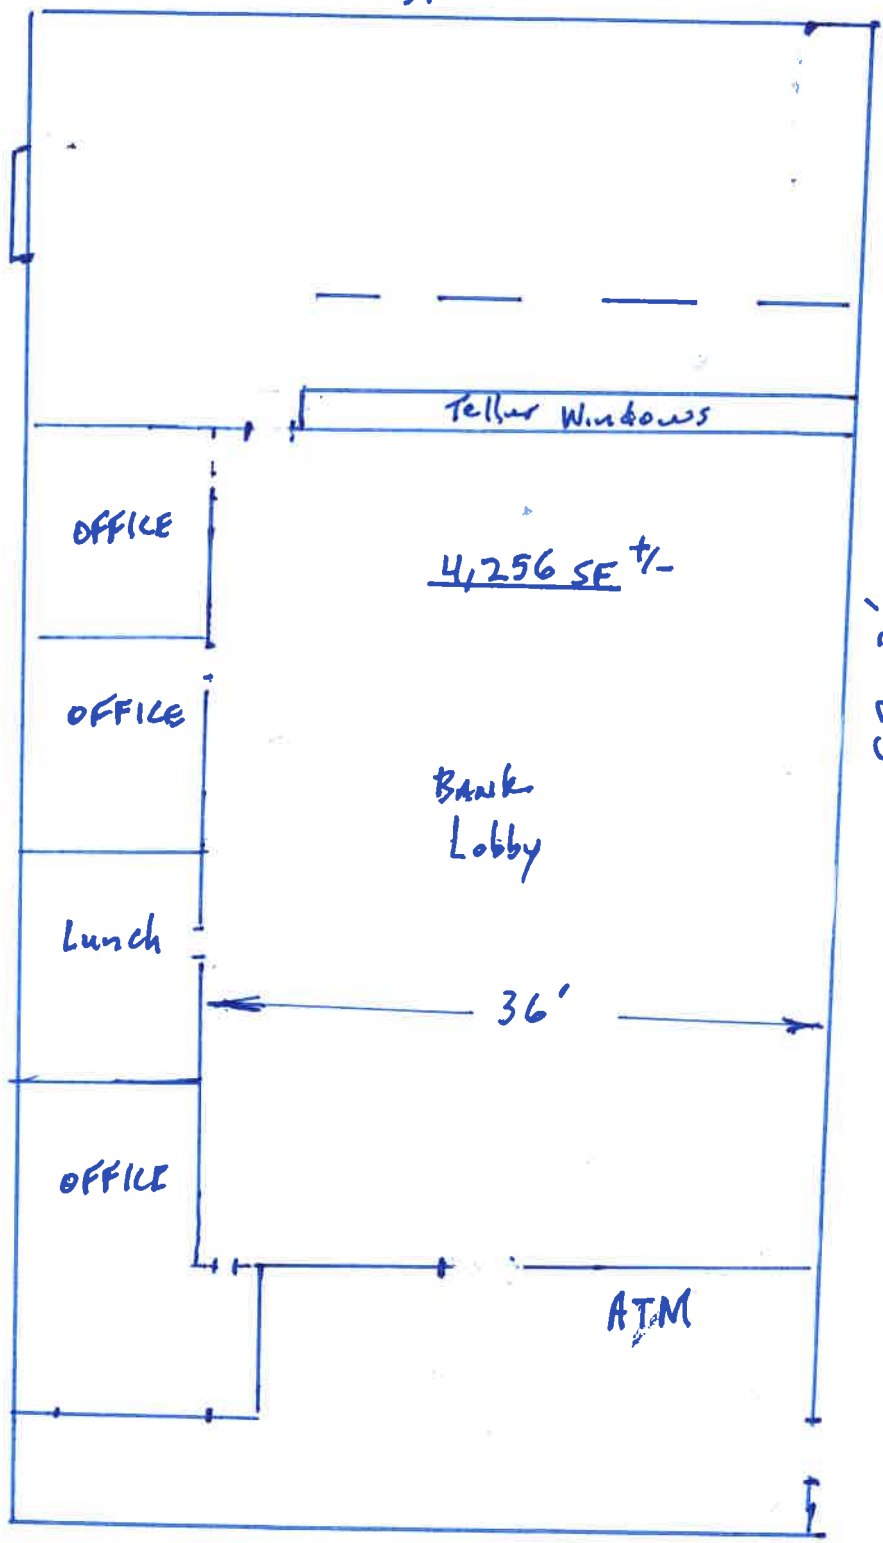 Teller Windows
OFFICE
4,256 SF +/-
OFFICE
BANK
Lobby
Lunch
36'
OFFICE
ATM